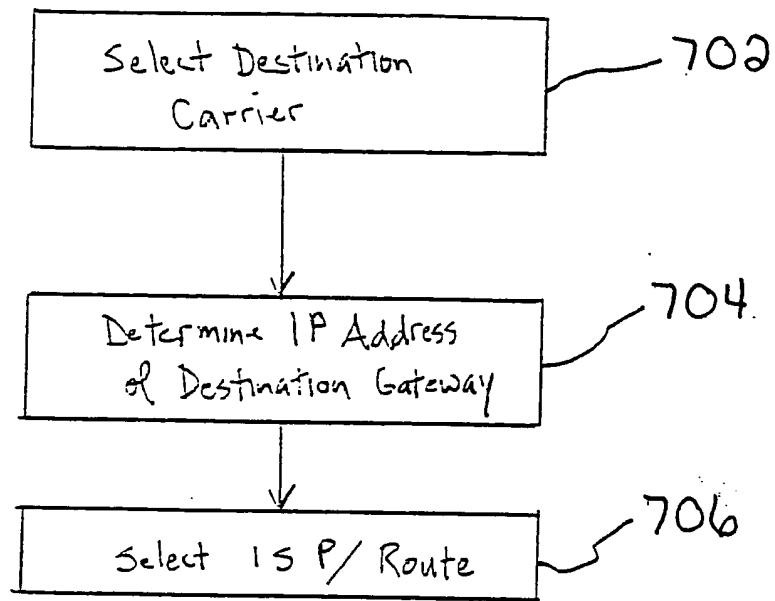 Select Destination
Carrier
702
Determine IP Address
of Destination Gateway
704
Select ISP/Route
706